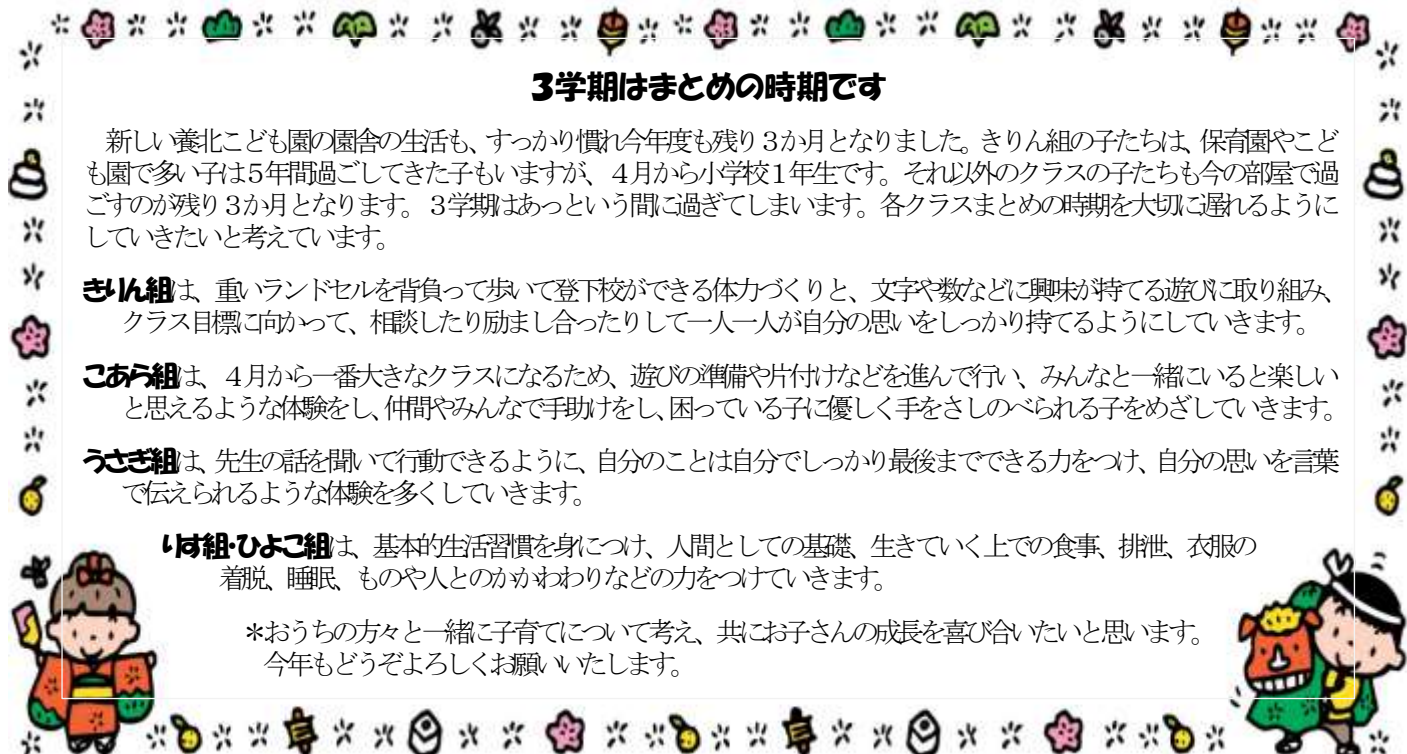 3学期はまとめの時期です
新しい養北こども園の園舎の生活も、すっかり慣れ今年度も残り3か月となりました。きりん組の子たちは、保育園やこど
も園で多い子は5年間過ごしてきた子もいますが、4月から小学校1年生です。それ以外のクラスの子たちも今の部屋で過
ごすのが残り3か月となります。3学期はあっという間に過ぎてしまいます。各クラスまとめの時期を大切に遅れるように
していきたいと考えています。
きりん組は、重いランドセルを背負って歩いて登下校ができる体力づくりと、文字や数などに興味が持てる遊びに取り組み、
クラス目標に向かって、相談したり励まし合ったりして一人一人が自分の思いをしっかり持てるようにしていきます。
こあら組は、4月から一番大きなクラスになるため、遊びの準備や片付けなどを進んで行い、みんなと一緒にいると楽しい
と思えるような体験をし、仲間やみんなで手助けをし、困っている子に優しく手をさしのべられる子をめざしていきます。
うさぎ組は、先生の話を聞いて行動できるように、自分のことは自分でしっかり最後までできる力をつけ、自分の思いを言葉
で伝えられるような体験を多くしていきます。
りす組・ひよこ組は、基本的生活習慣を身につけ、人間としての基礎、生きていく上での食事、排泄、衣服の
着脱、睡眠、ものや人とのかかわわりなどの力をつけていきます。
*おうちの方々と一緒に子育てについて考え、共にお子さんの成長を喜び合いたいと思います。
今年もどうぞよろしくお願いいたします。